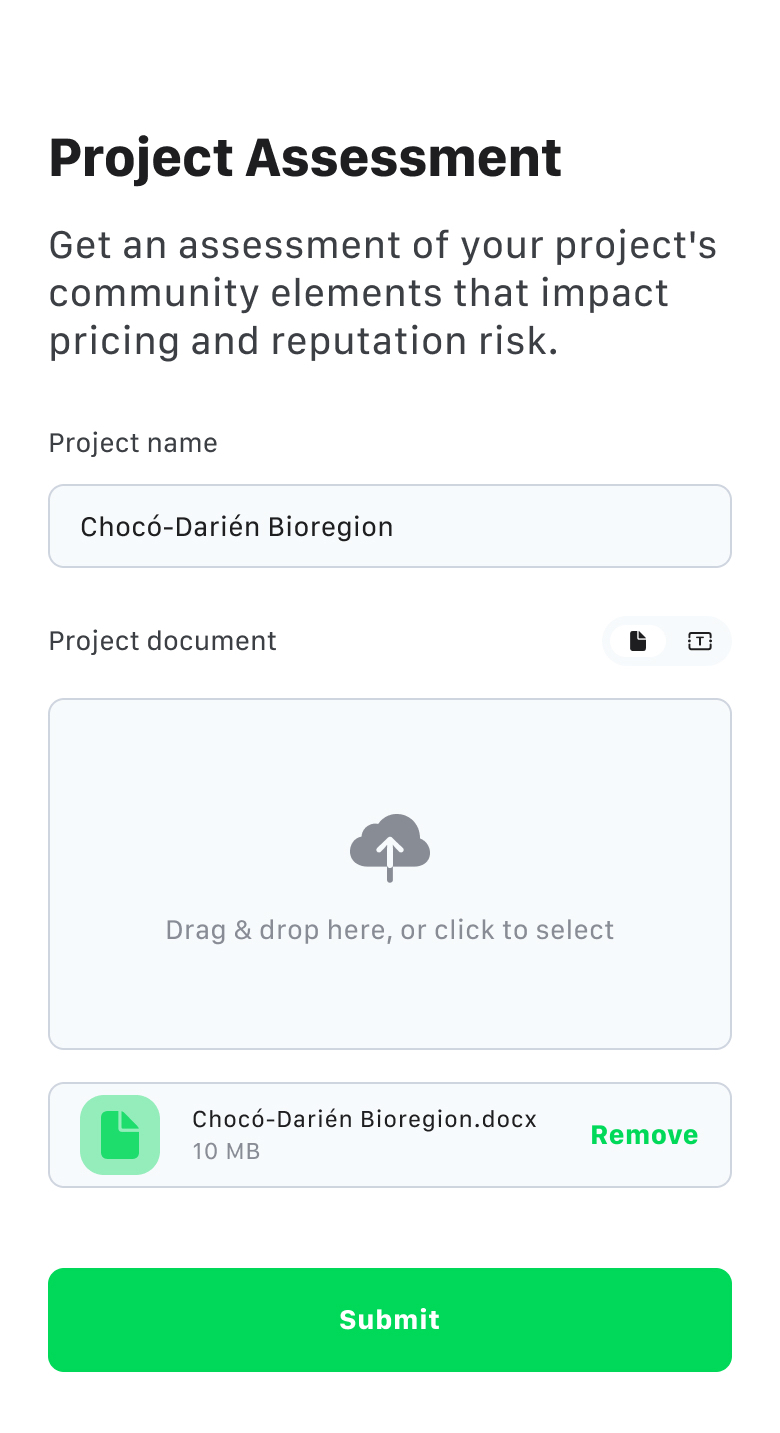 Project Assessment
Get an assessment of your project's
community elements that impact
pricing and reputation risk.
Project name
Chocó-Darién Bioregion
Project document
T
Drag & drop here, or click to select
Chocó-Darién Bioregion.docx
10 MB
Remove
Submit